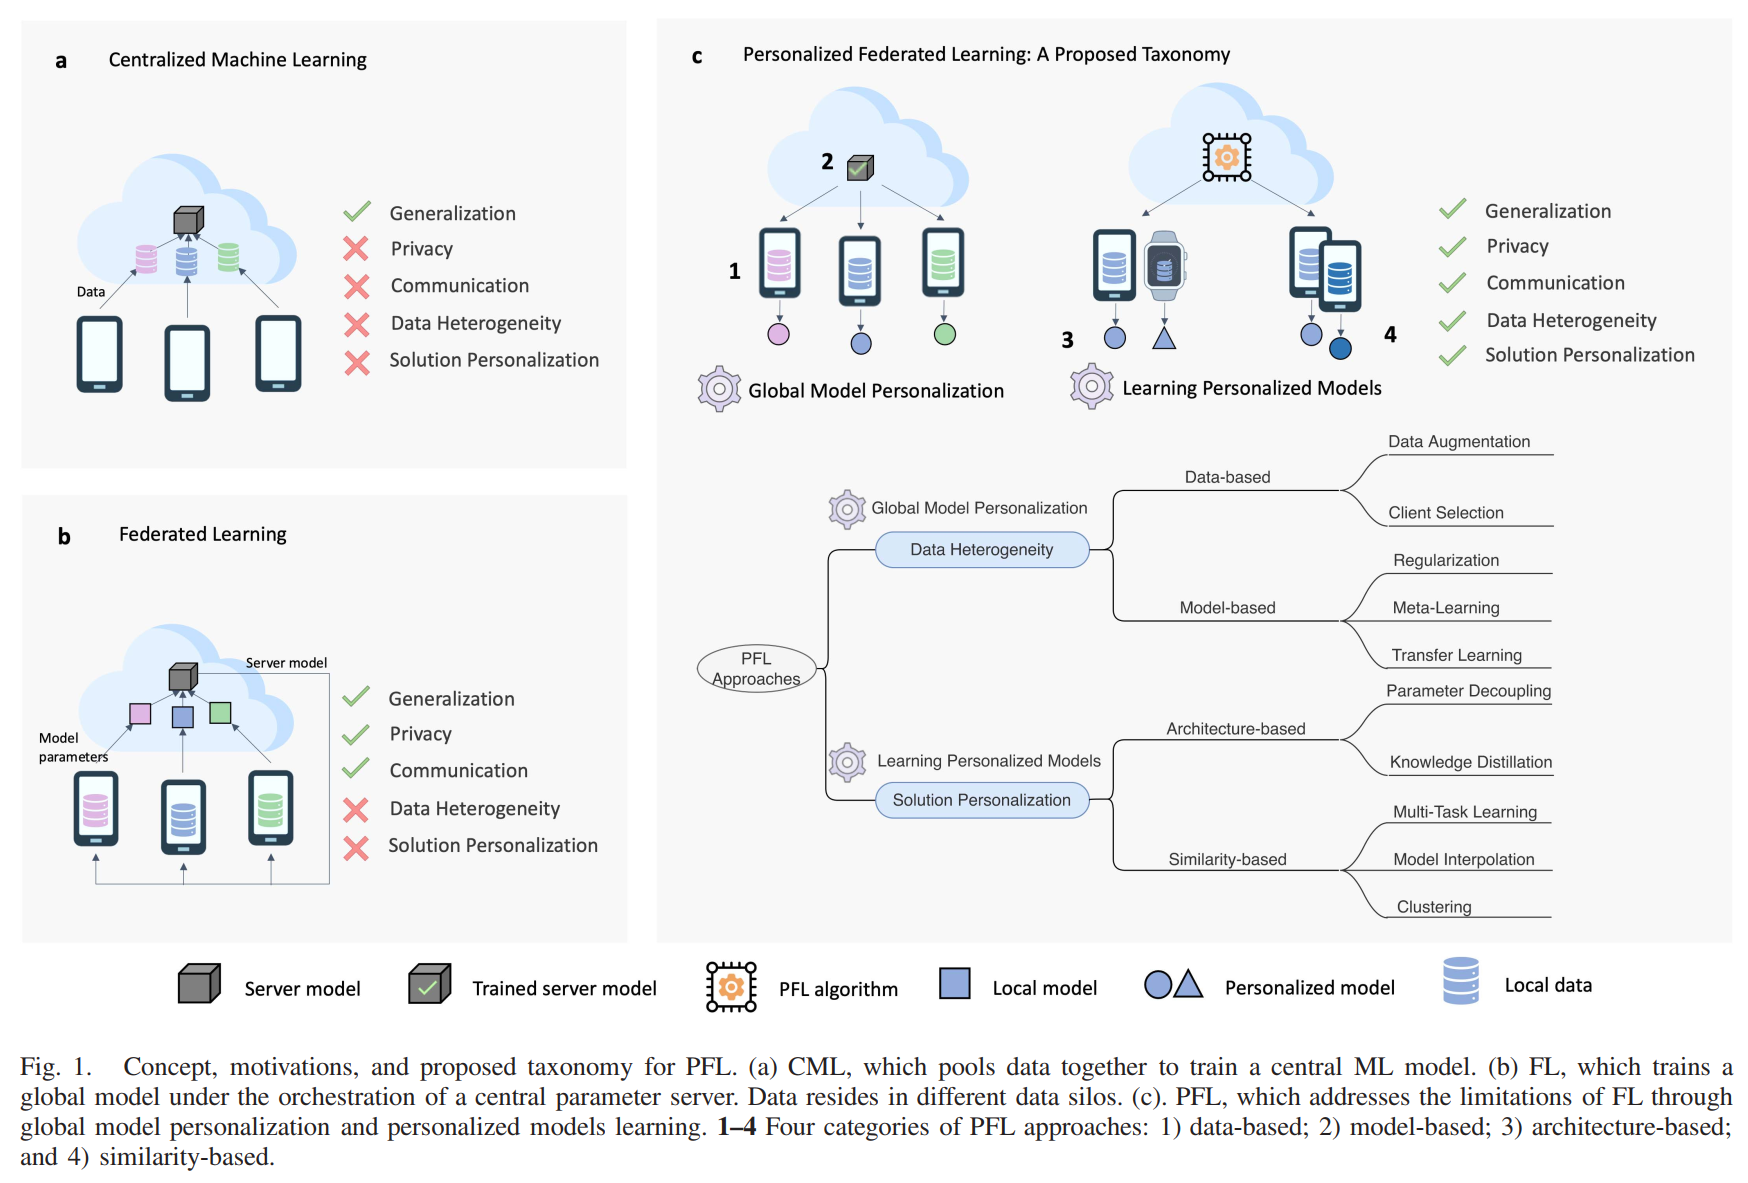 a Centralized Machine Learning
Data
Generalization
Privacy
Communication
Data Heterogeneity
Solution Personalization
b Federated Learning
Server model
Model
parameters
Generalization
Privacy
Communication
Data Heterogeneity
Solution Personalization
c Personalized Federated Learning: A Proposed Taxonomy
2
1
3
4
Global Model Personalization
Learning Personalized Models
Generalization
Privacy
Communication
Data Heterogeneity
Solution Personalization
PFL
Approaches
Global Model Personalization
Data Heterogeneity
Data-based
Data Augmentation
Client Selection
Model-based
Regularization
Meta-Learning
Transfer Learning
Learning Personalized Models
Solution Personalization
Architecture-based
Parameter Decoupling
Knowledge Distillation
Similarity-based
Multi-Task Learning
Model Interpolation
Clustering
Server model
Trained server model
PFL algorithm
Local model
Personalized model
Local data
Fig. 1. Concept, motivations, and proposed taxonomy for PFL. (a) CML, which pools data together to train a central ML model. (b) FL, which trains a
global model under the orchestration of a central parameter server. Data resides in different data silos. (c). PFL, which addresses the limitations of FL through
global model personalization and personalized models learning. 1–4 Four categories of PFL approaches: 1) data-based; 2) model-based; 3) architecture-based;
and 4) similarity-based.